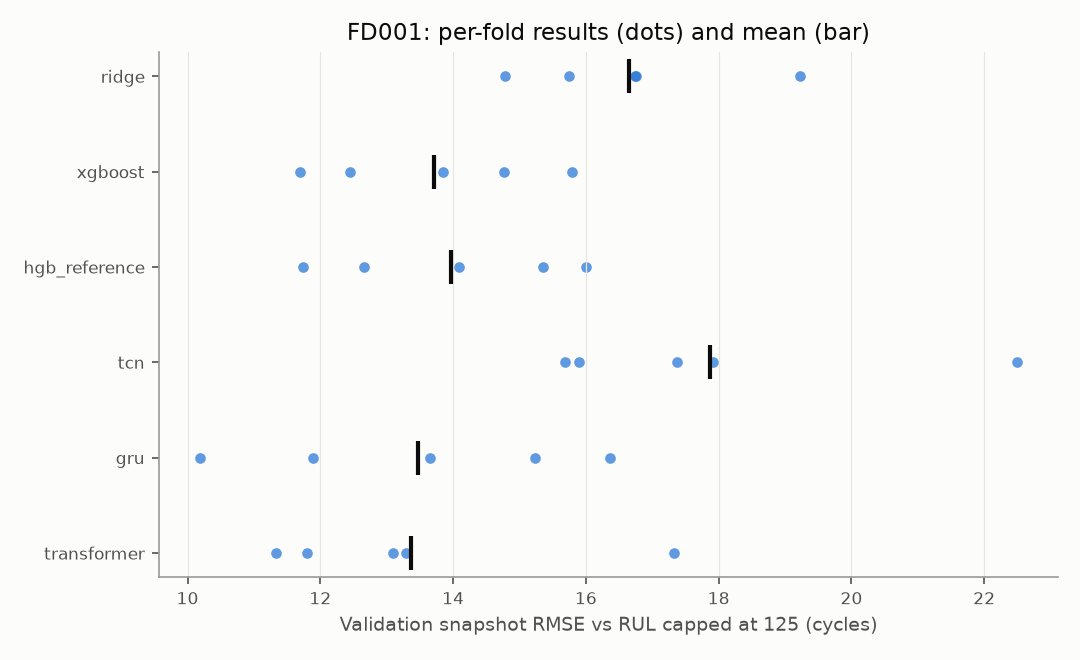 FD001: per-fold results (dots) and mean (bar)
ridge
xgboost
hgb_reference
tcn
gru
transformer
10 12 14 16 18 20 22
Validation snapshot RMSE vs RUL capped at 125 (cycles)